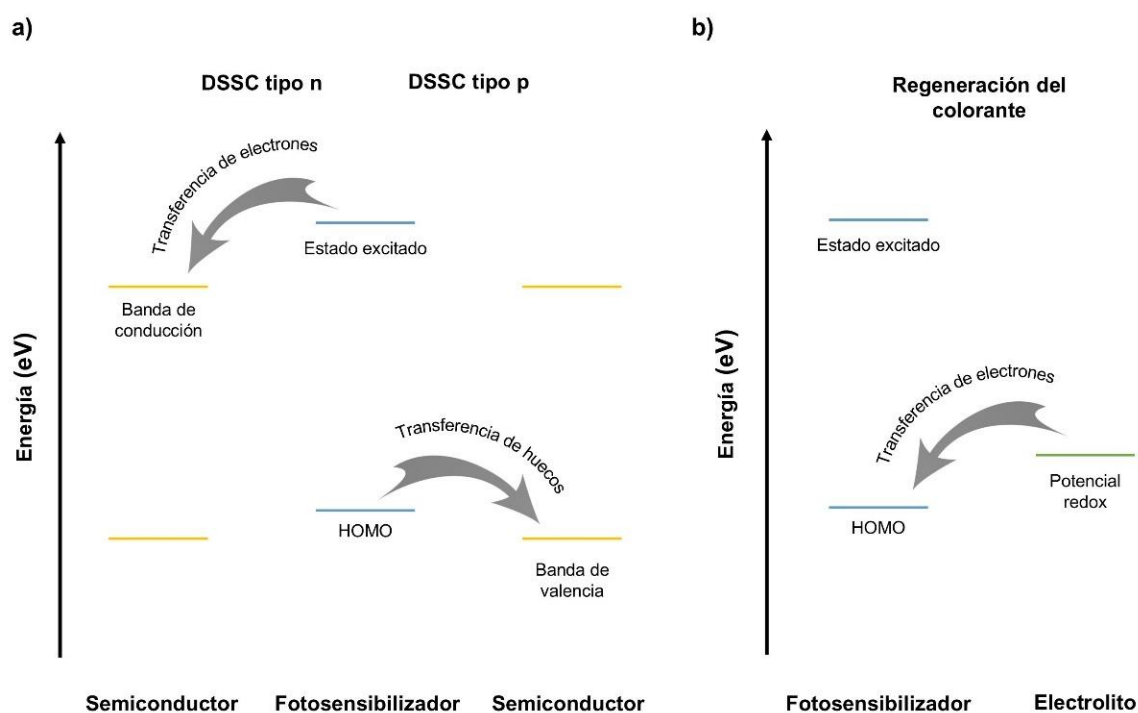 a)
DSSC tipo n
DSSC tipo p
Energía (eV)
Transferencia de electrones
Estado excitado
Banda de
conducción
Transferencia de huecos
HOMO
Banda de
valencia
Semiconductor
Fotosensibilizador
Semiconductor
b)
Regeneración del
colorante
Energía (eV)
Estado excitado
Transferencia de electrones
Potencial
redox
HOMO
Fotosensibilizador
Electrolito